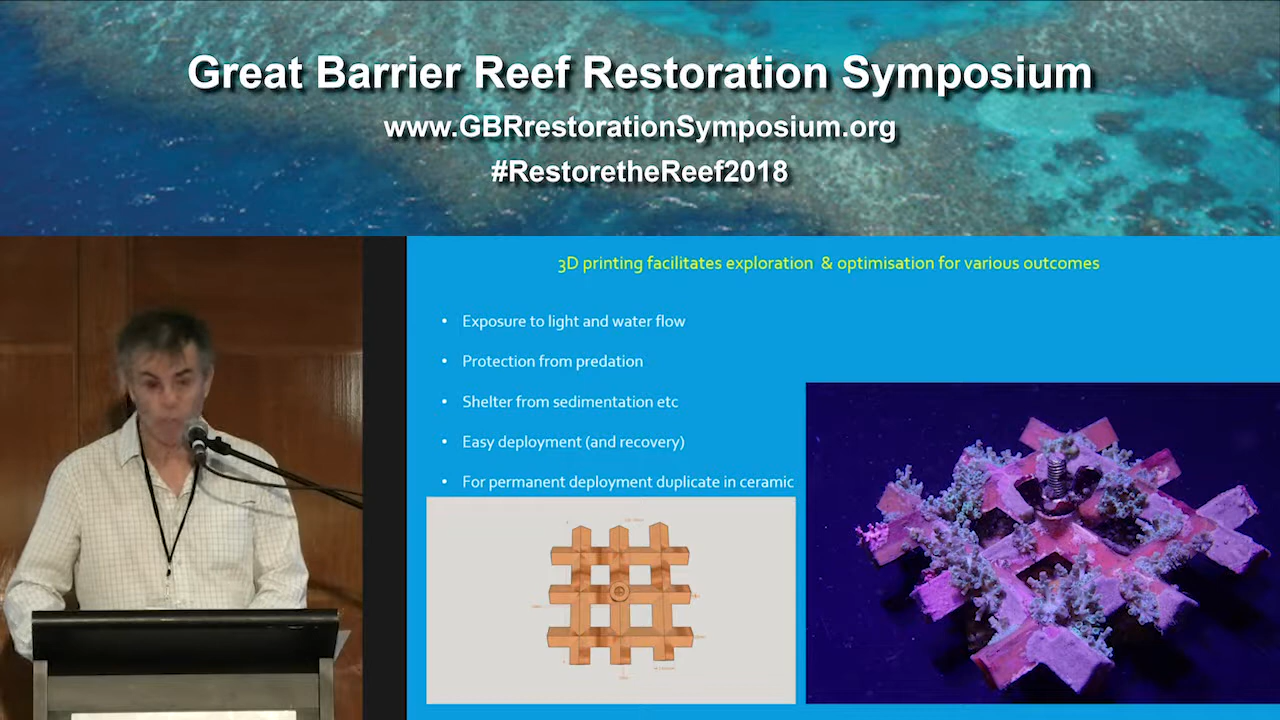 Great Barrier Reef Restoration Symposium
www.GBRrestorationSymposium.org
#RestoretheReef2018
3D printing facilitates exploration & optimisation for various outcomes
• Exposure to light and water flow
• Protection from predation
• Shelter from sedimentation etc
• Easy deployment (and recovery)
• For permanent deployment duplicate in ceramic